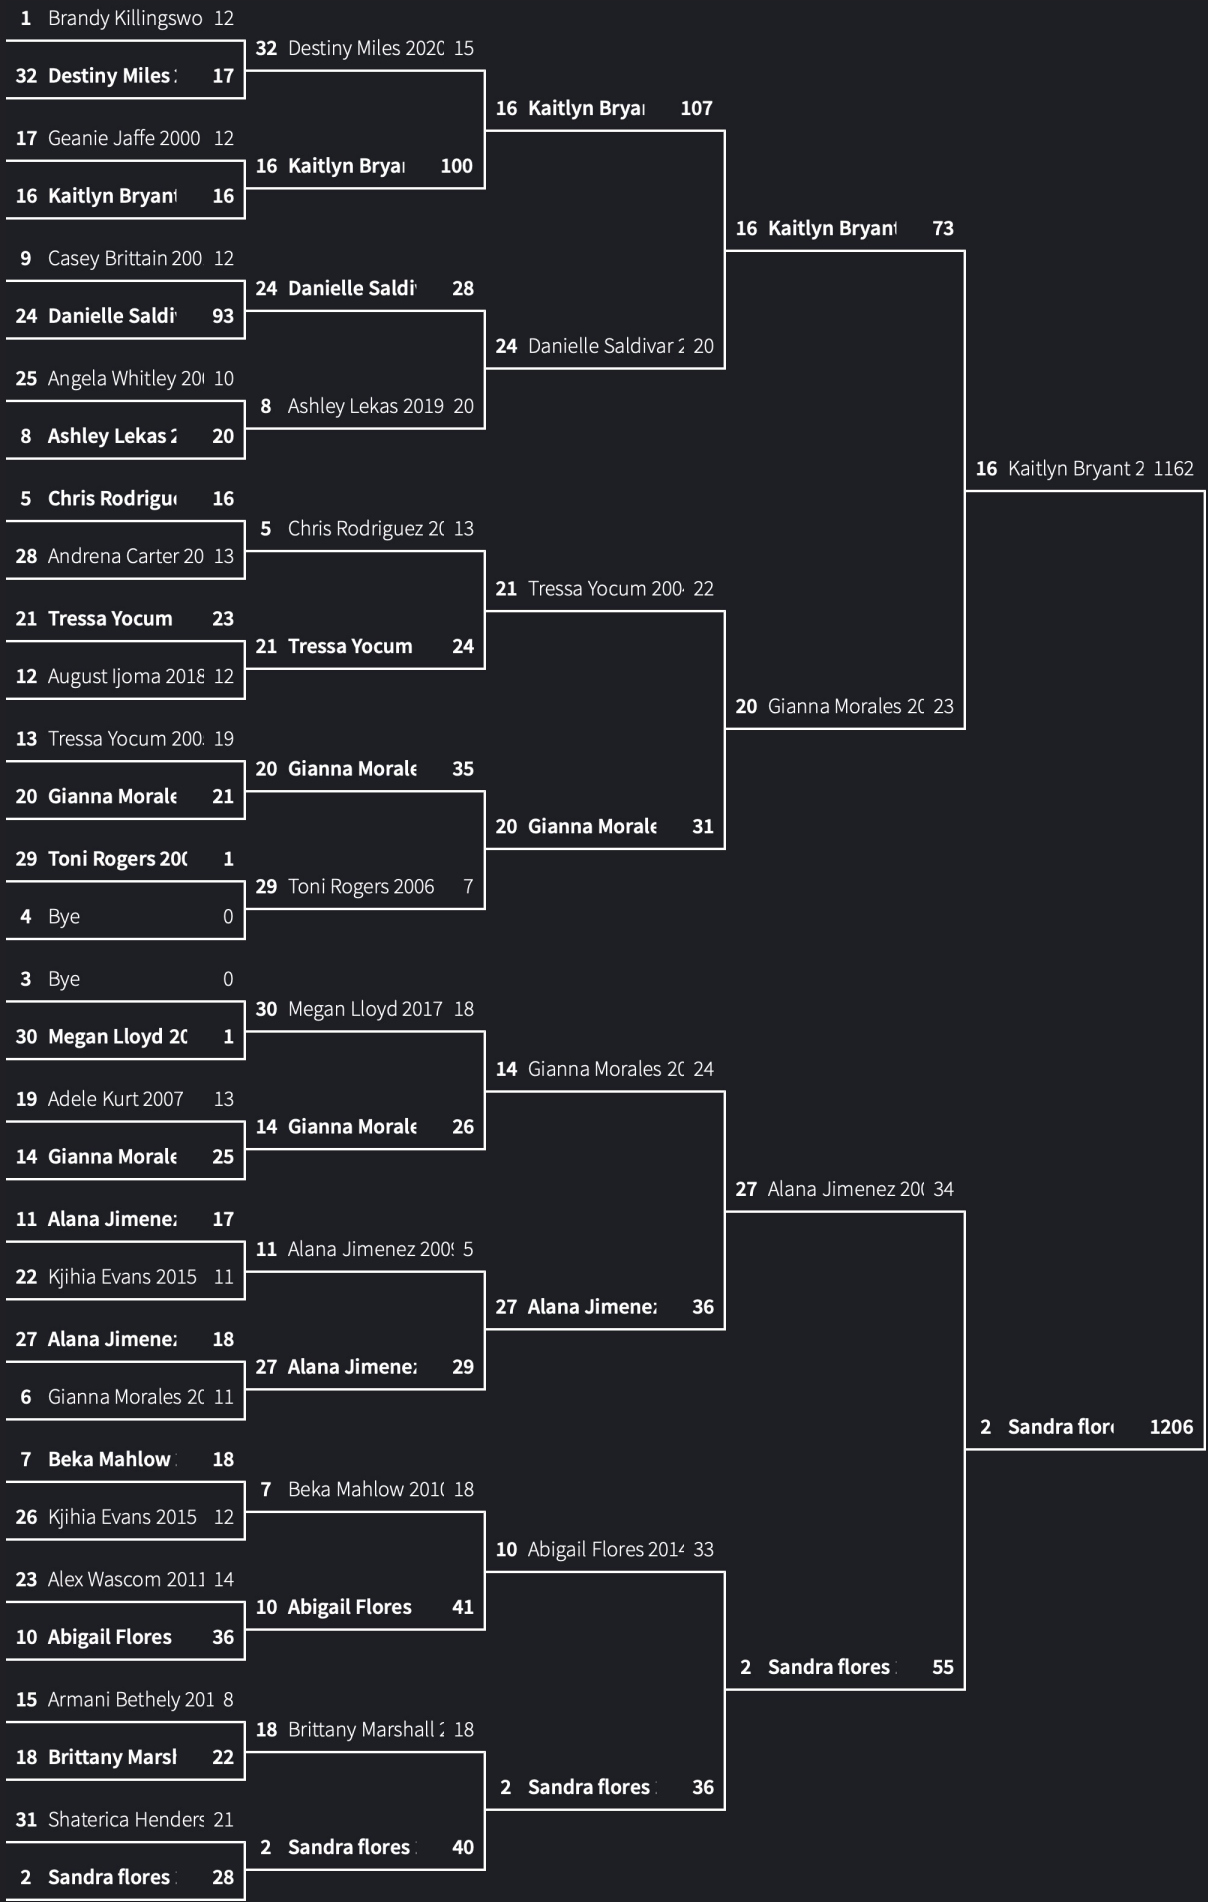 1 Brandy Killingswo 12
32 Destiny Miles 17
17 Geanie Jaffe 2000 12
16 Kaitlyn Bryant 16
9 Casey Brittain 200 12
24 Danielle Saldi 93
25 Angela Whitley 20 10
8 Ashley Lekas 2 20
5 Chris Rodrigu 16
28 Andrena Carter 20 13
21 Tressa Yocum 23
12 August Ijoma 2018 12
13 Tressa Yocum 200 19
20 Gianna Morale 21
29 Toni Rogers 200 1
4 Bye 0
3 Bye 0
30 Megan Lloyd 20 1
19 Adele Kurt 2007 13
14 Gianna Morale 25
11 Alana Jimenez 17
22 Kjihia Evans 2015 11
27 Alana Jimenez 18
6 Gianna Morales 20 11
7 Beka Mahlow 18
26 Kjihia Evans 2015 12
23 Alex Wascom 2011 14
10 Abigail Flores 36
15 Armani Bethely 201 8
18 Brittany Marsh 22
31 Shaterica Henders 21
2 Sandra flores 28
32 Destiny Miles 2020 15
16 Kaitlyn Bryan 100
24 Danielle Saldi 28
8 Ashley Lekas 2019 20
5 Chris Rodriguez 20 13
21 Tressa Yocum 24
20 Gianna Morale 35
29 Toni Rogers 2006 7
30 Megan Lloyd 2017 18
14 Gianna Morale 26
11 Alana Jimenez 2009 5
27 Alana Jimenez 29
7 Beka Mahlow 2010 18
10 Abigail Flores 41
18 Brittany Marshall 2 18
2 Sandra flores 40
16 Kaitlyn Bryan 107
24 Danielle Saldivar 2 20
21 Tressa Yocum 2004 22
20 Gianna Morale 31
14 Gianna Morales 20 24
27 Alana Jimenez 36
10 Abigail Flores 2014 33
2 Sandra flores 36
16 Kaitlyn Bryant 73
20 Gianna Morales 20 23
27 Alana Jimenez 200 34
2 Sandra flores 55
16 Kaitlyn Bryant 2 1162
2 Sandra flore 1206